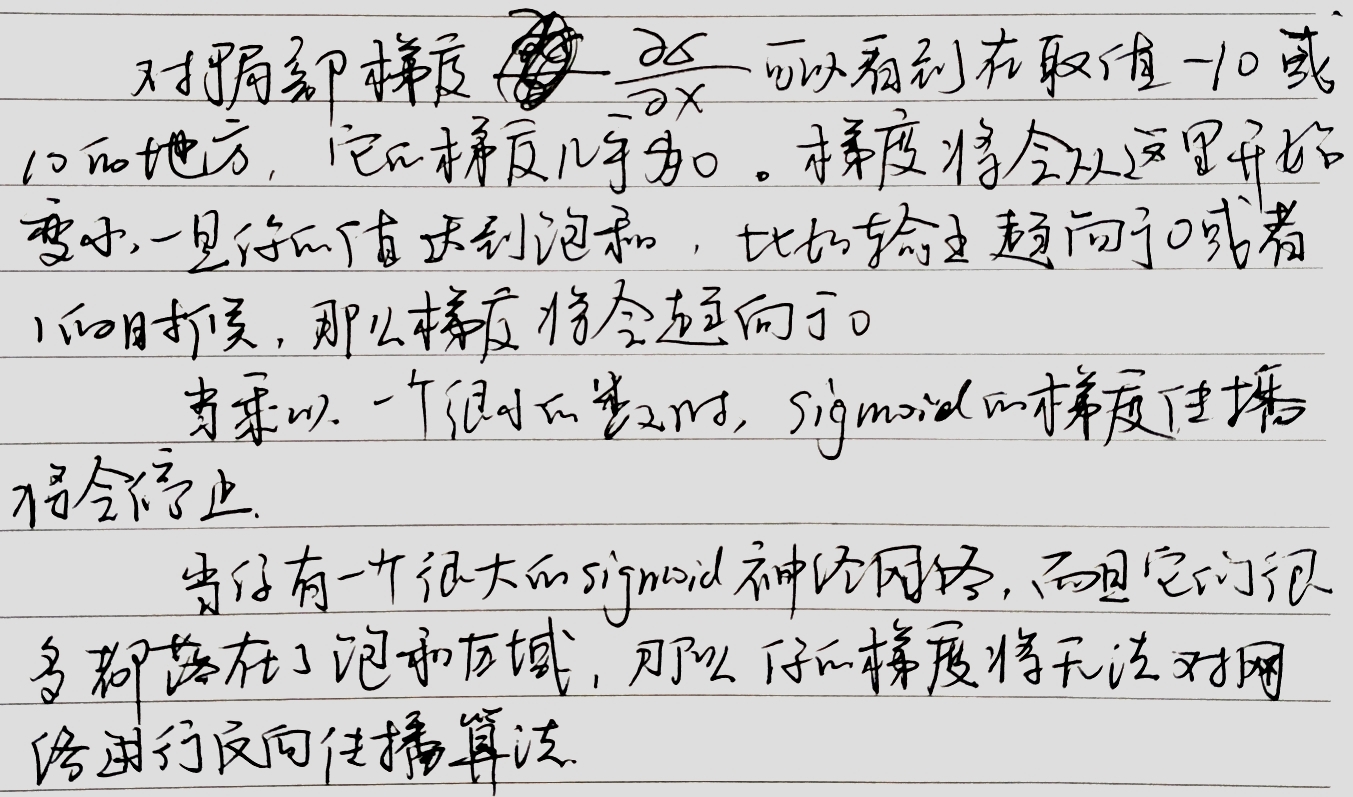 对于局部梯度 ∂σ/∂x 可以看到在取值 -10 或
10的地方, 它的梯度几乎为0。梯度将会从这里开始
变小, 一旦你的值达到饱和, 比如输出趋向于0或者
1的时候, 那么梯度将会趋向于0
当乘以一个很小的数时, sigmoid的梯度传播
将会停止.
当你有一个很大的sigmoid神经网络, 而且它们很
多都落在了饱和区域, 那么你的梯度将无法对网
络进行反向传播算法.